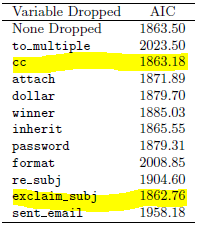 Variable Dropped AIC
None Dropped 1863.50
to_multiple 2023.50
cc 1863.18
attach 1871.89
dollar 1879.70
winner 1885.03
inherit 1865.55
password 1879.31
format 2008.85
re_subj 1904.60
exclaim_subj 1862.76
sent_email 1958.18